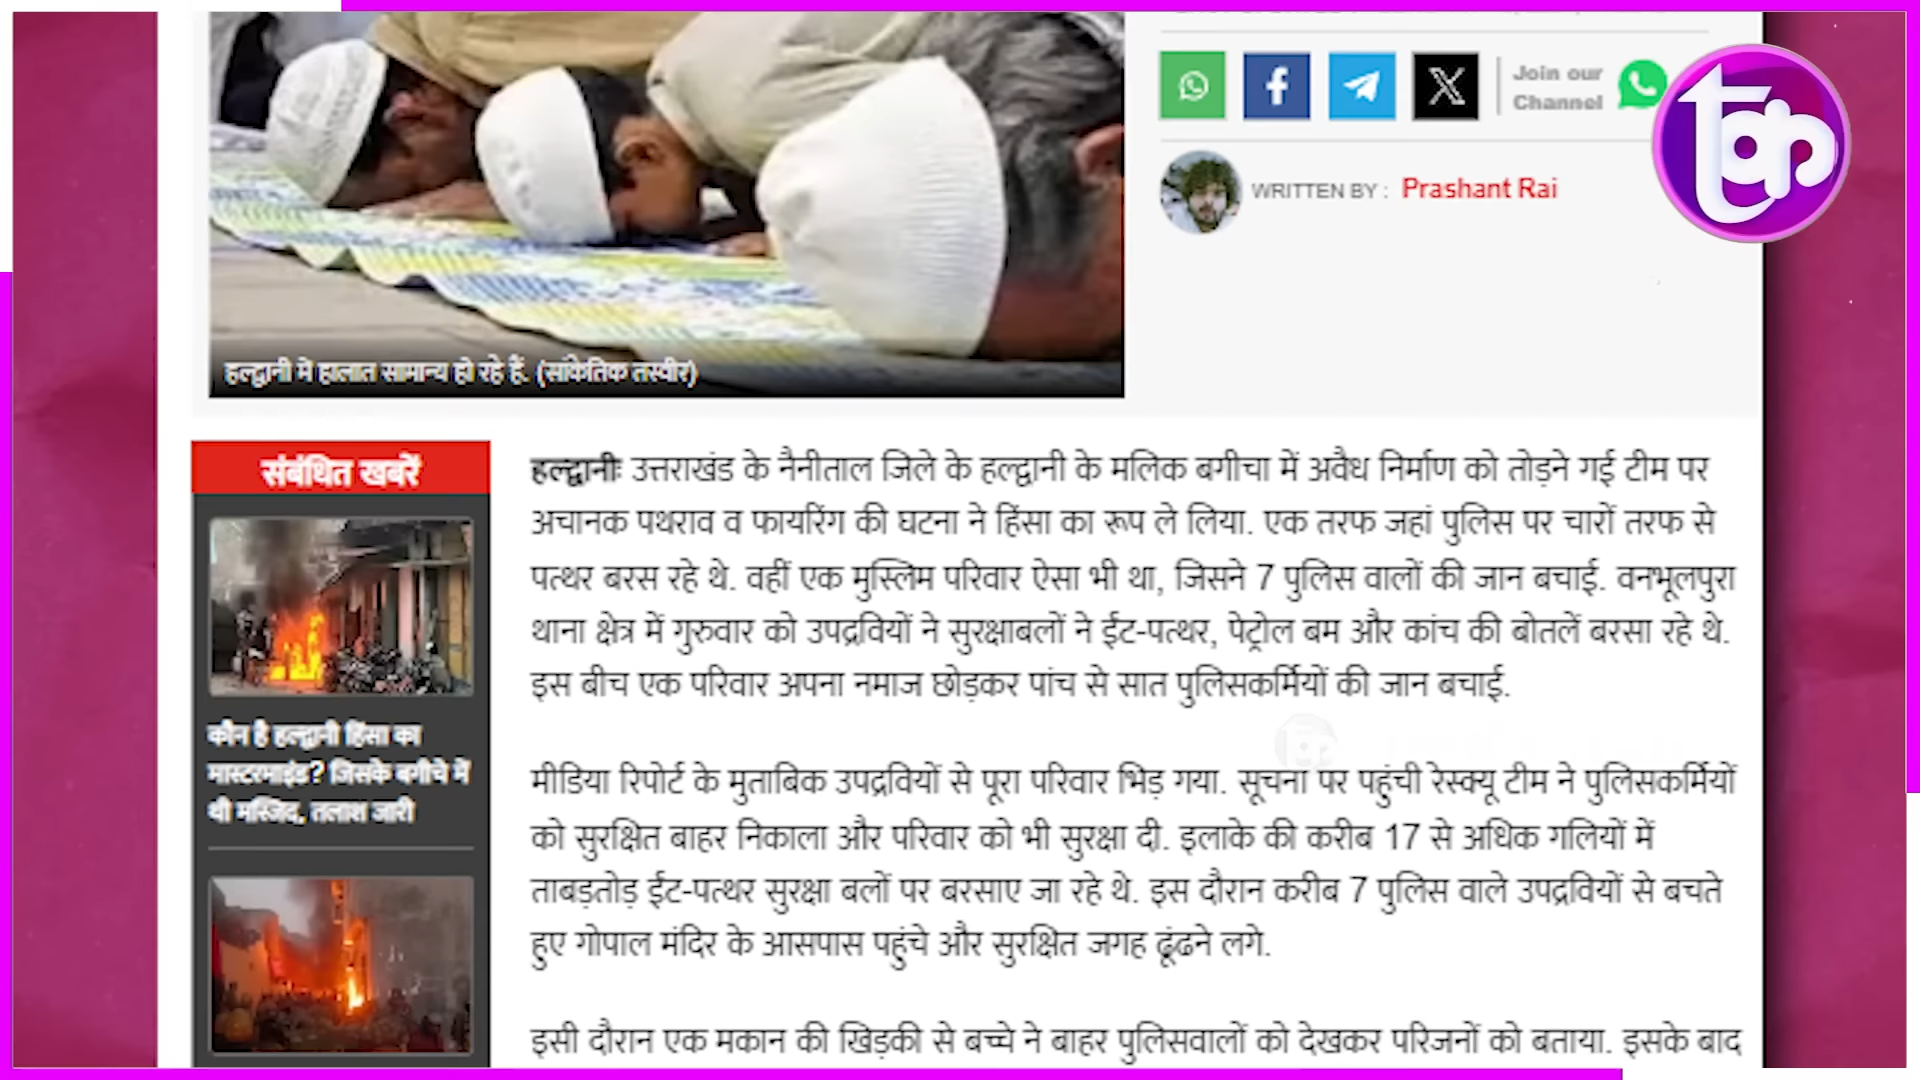 Join our
Channel
top
WRITTEN BY : Prashant Rai
हल्द्वानी में हालात सामान्य हो रहे हैं. (सांकेतिक तस्वीर)
संबंधित खबरें
कौन है हल्द्वानी हिंसा का
मास्टरमाइंड? जिसके बगीचे में
थी मस्जिद, तलाश जारी
हल्द्वानीः उत्तराखंड के नैनीताल जिले के हल्द्वानी के मलिक बगीचा में अवैध निर्माण को तोड़ने गई टीम पर
अचानक पथराव व फायरिंग की घटना ने हिंसा का रूप ले लिया. एक तरफ जहां पुलिस पर चारों तरफ से
पत्थर बरस रहे थे. वहीं एक मुस्लिम परिवार ऐसा भी था, जिसने 7 पुलिस वालों की जान बचाई. वनभूलपुरा
थाना क्षेत्र में गुरुवार को उपद्रवियों ने सुरक्षाबलों ने ईट-पत्थर, पेट्रोल बम और कांच की बोतलें बरसा रहे थे.
इस बीच एक परिवार अपना नमाज छोड़कर पांच से सात पुलिसकर्मियों की जान बचाई.
मीडिया रिपोर्ट के मुताबिक उपद्रवियों से पूरा परिवार भिड़ गया. सूचना पर पहुंची रेस्क्यू टीम ने पुलिसकर्मियों
को सुरक्षित बाहर निकाला और परिवार को भी सुरक्षा दी. इलाके की करीब 17 से अधिक गलियों में
ताबड़तोड़ ईट-पत्थर सुरक्षा बलों पर बरसाए जा रहे थे. इस दौरान करीब 7 पुलिस वाले उपद्रवियों से बचते
हुए गोपाल मंदिर के आसपास पहुंचे और सुरक्षित जगह ढूंढने लगे.
इसी दौरान एक मकान की खिड़की से बच्चे ने बाहर पुलिसवालों को देखकर परिजनों को बताया. इसके बाद